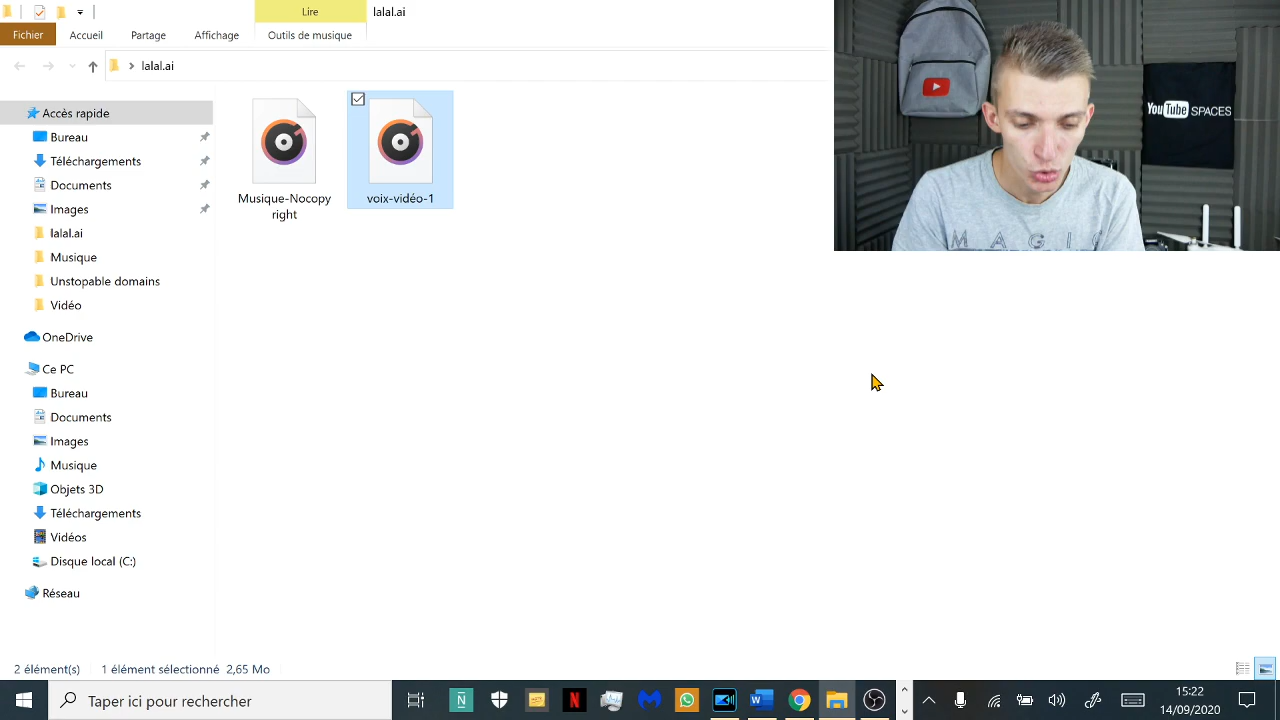 Lire
lalal.ai
Fichier
Accueil
Partage
Affichage
Outils de musique
lalal.ai
Accès rapide
Bureau
Téléchargements
Documents
Images
lalal.ai
Musique
Unstopable domains
Vidéo
OneDrive
Ce PC
Bureau
Documents
Images
Musique
Objets 3D
Téléchargements
Vidéos
Disque local (C:)
Réseau
Musique-Nocopy
right
voix-vidéo-1
YouTube SPACES
MAGIC
2 élément(s)
1 élément sélectionné 2,65 Mo
Taper ici pour rechercher
15:22
14/09/2020